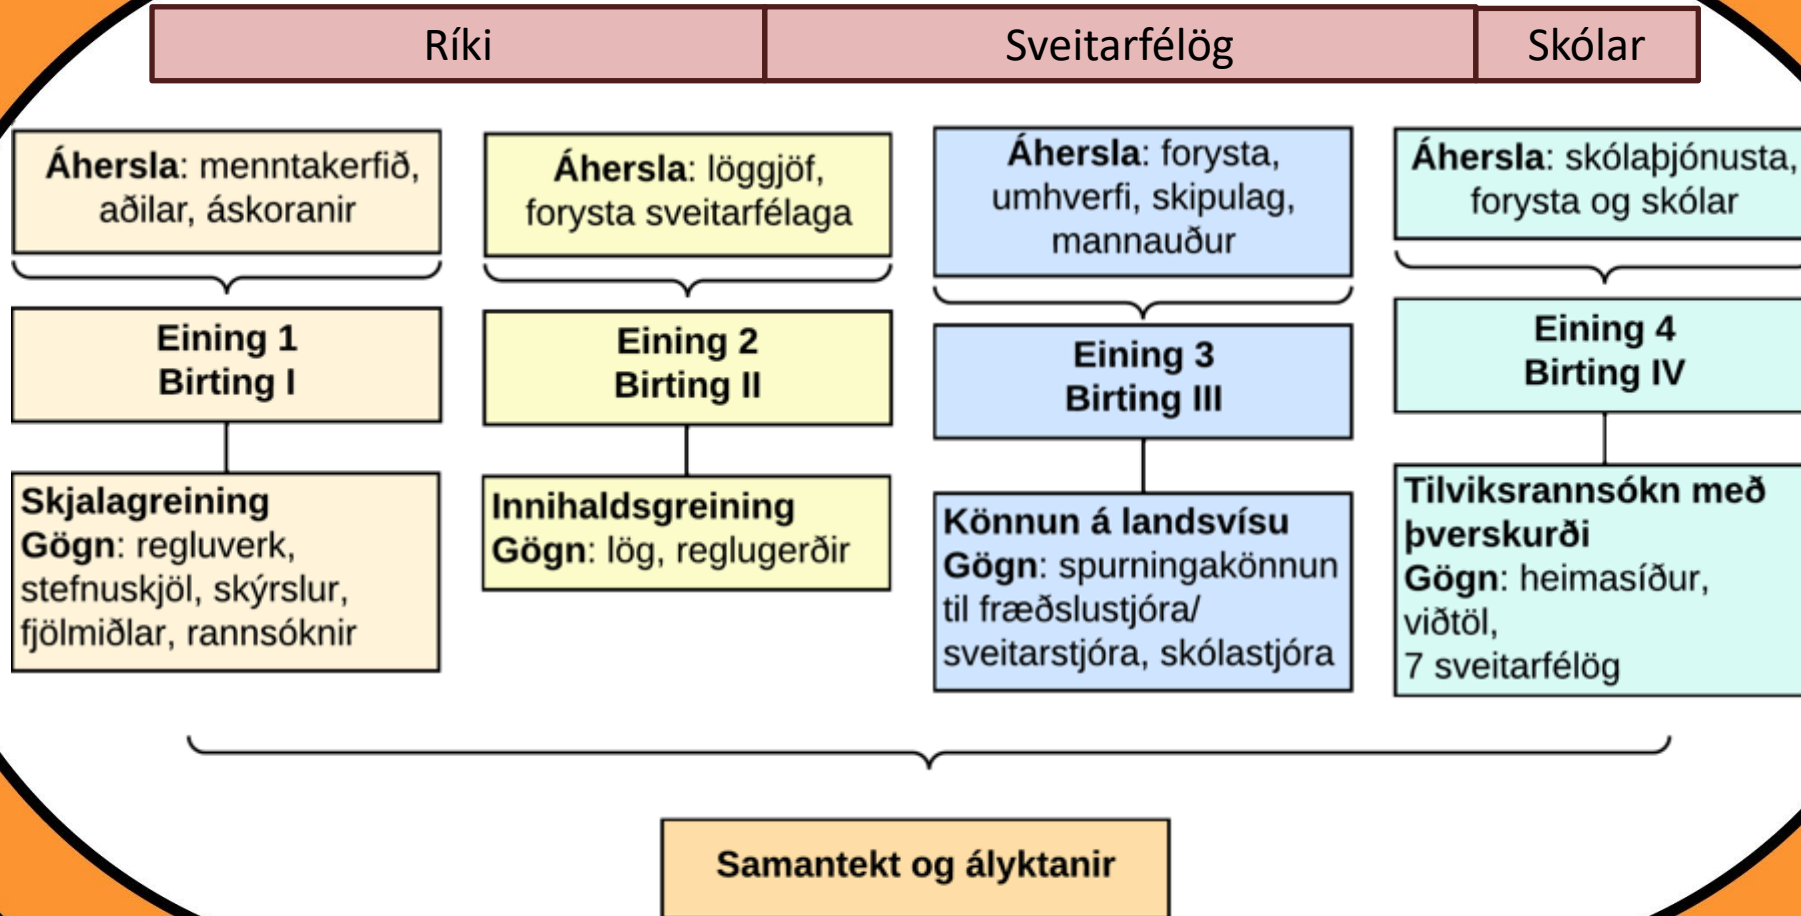 Ríki
Sveitarfélög
Skólar
Áhersla: menntakerfið,
aðilar, áskoranir
Eining 1
Birting I
Skjalagreining
Gögn: regluverk,
stefnuskjöl, skýrslur,
fjölmiðlar, rannsóknir
Áhersla: löggjöf,
forysta sveitarfélaga
Eining 2
Birting II
Innihaldsgreining
Gögn: lög, reglugerðir
Áhersla: forysta,
umhverfi, skipulag,
mannauður
Eining 3
Birting III
Könnun á landsvísu
Gögn: spurningakönnun
til fræðslustjóra/
sveitarstjóra, skólastjóra
Áhersla: skólaþjónusta,
forysta og skólar
Eining 4
Birting IV
Tilviksrannsókn með
þverskurði
Gögn: heimasíður,
viðtöl,
7 sveitarfélög
Samantekt og ályktanir